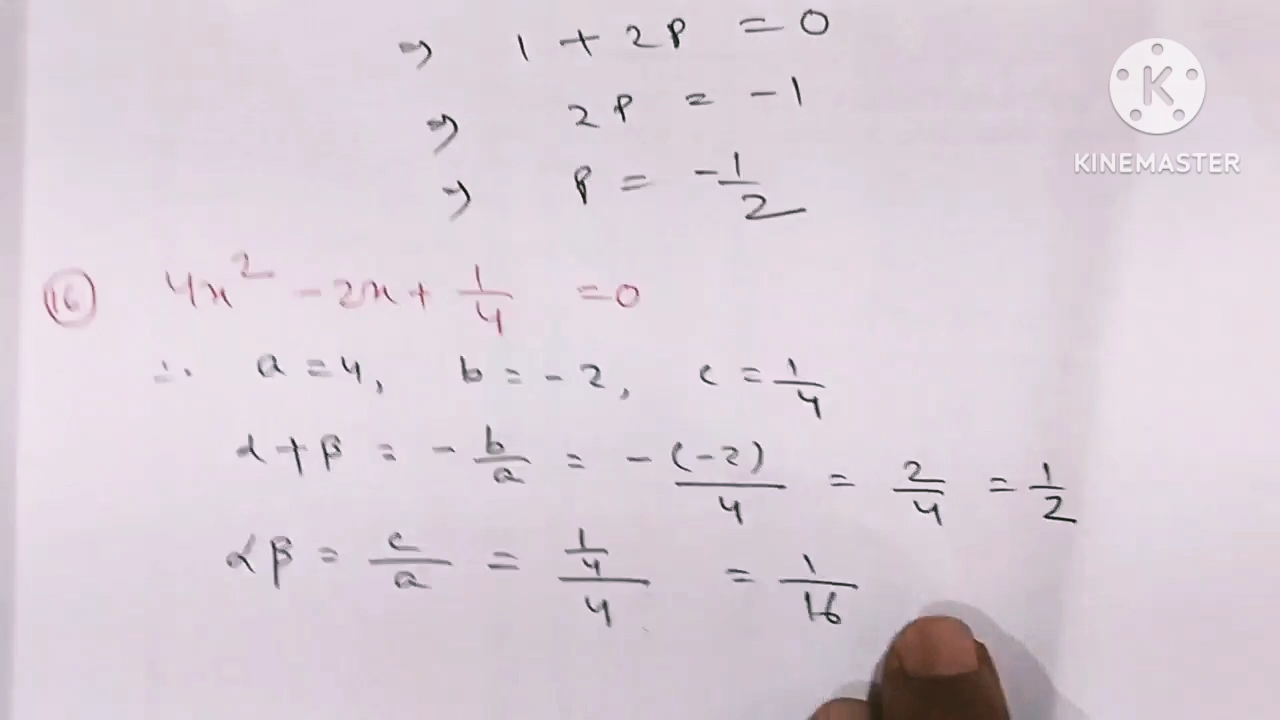 ⇒ 1 + 2P = 0
K
⇒ 2P = -1
KINEMASTER
⇒ P = -1/2
(16) 4x² - 2x + 1/4 = 0
∴ a = 4, b = -2, c = 1/4
α + β = - b/a = -(-2)/4 = 2/4 = 1/2
αβ = c/a = (1/4)/4 = 1/16